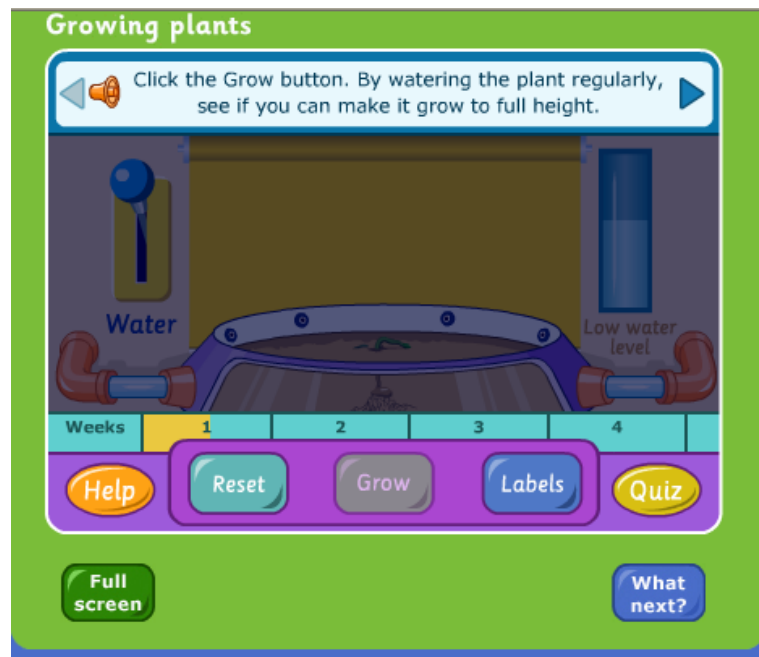 Growing plants
Click the Grow button. By watering the plant regularly,
see if you can make it grow to full height.
Water
Low water
level
Weeks 1 2 3 4
Help Reset Grow Labels Quiz
Full
screen
What
next?